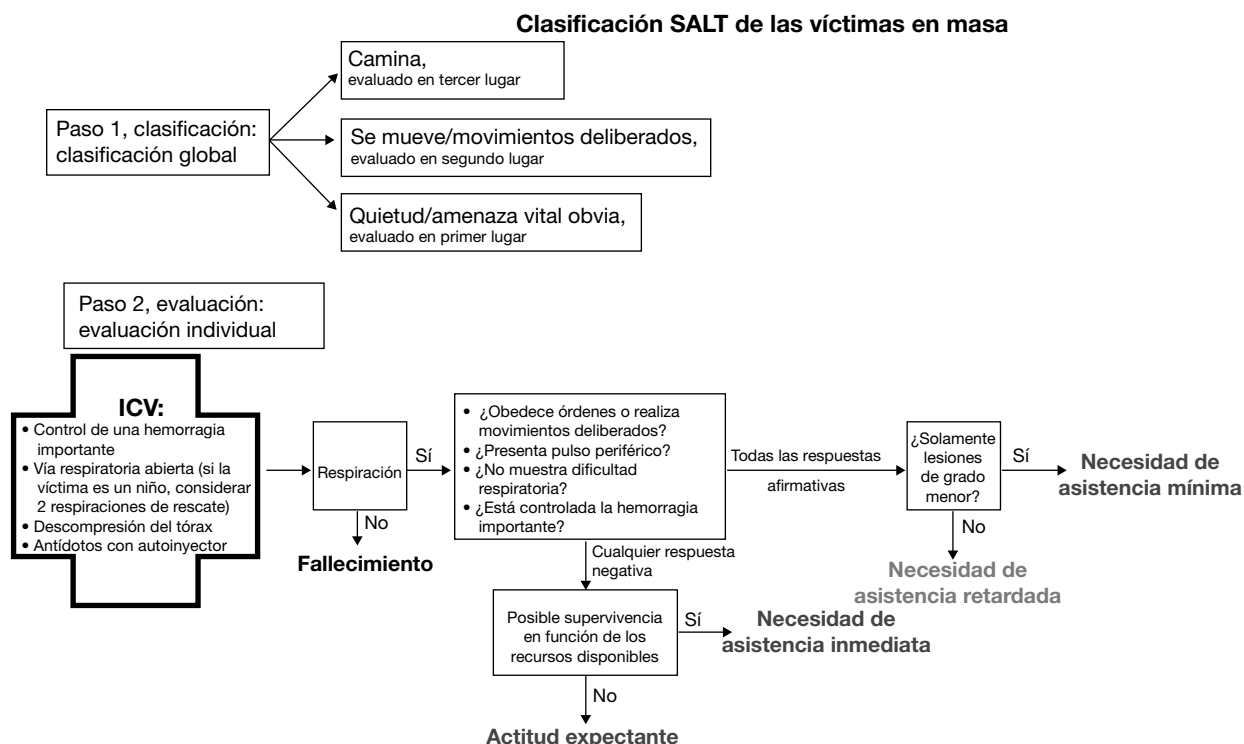 Clasificación SALT de las víctimas en masa
Camina,
evaluado en tercer lugar
Paso 1, clasificación:
clasificación global
Se mueve/movimientos deliberados,
evaluado en segundo lugar
Quietud/amenaza vital obvia,
evaluado en primer lugar
Paso 2, evaluación:
evaluación individual
ICV:
• Control de una hemorragia
importante
• Vía respiratoria abierta (si la
víctima es un niño, considerar
2 respiraciones de rescate)
• Descompresión del tórax
• Antídotos con autoinyector
Respiración
Sí
No
Fallecimiento
• ¿Obedece órdenes o realiza
movimientos deliberados?
• ¿Presenta pulso periférico?
• ¿No muestra dificultad
respiratoria?
• ¿Está controlada la hemorragia
importante?
Todas las respuestas
afirmativas
¿Solamente
lesiones
de grado
menor?
Sí
Necesidad de
asistencia mínima
No
Necesidad de
asistencia retardada
Cualquier respuesta
negativa
Posible supervivencia
en función de los
recursos disponibles
Sí
Necesidad de
asistencia inmediata
No
Actitud expectante